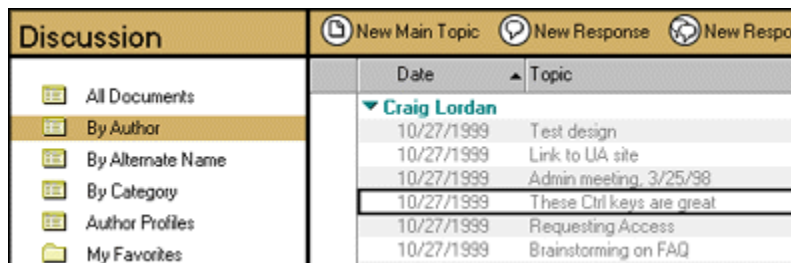 Discussion
New Main Topic New Response New Respo
All Documents
By Author
By Alternate Name
By Category
Author Profiles
My Favorites
Date Topic
Craig Lordan
10/27/1999 Test design
10/27/1999 Link to UA site
10/27/1999 Admin meeting, 3/25/98
10/27/1999 These Ctrl keys are great
10/27/1999 Requesting Access
10/27/1999 Brainstorming on FAQ